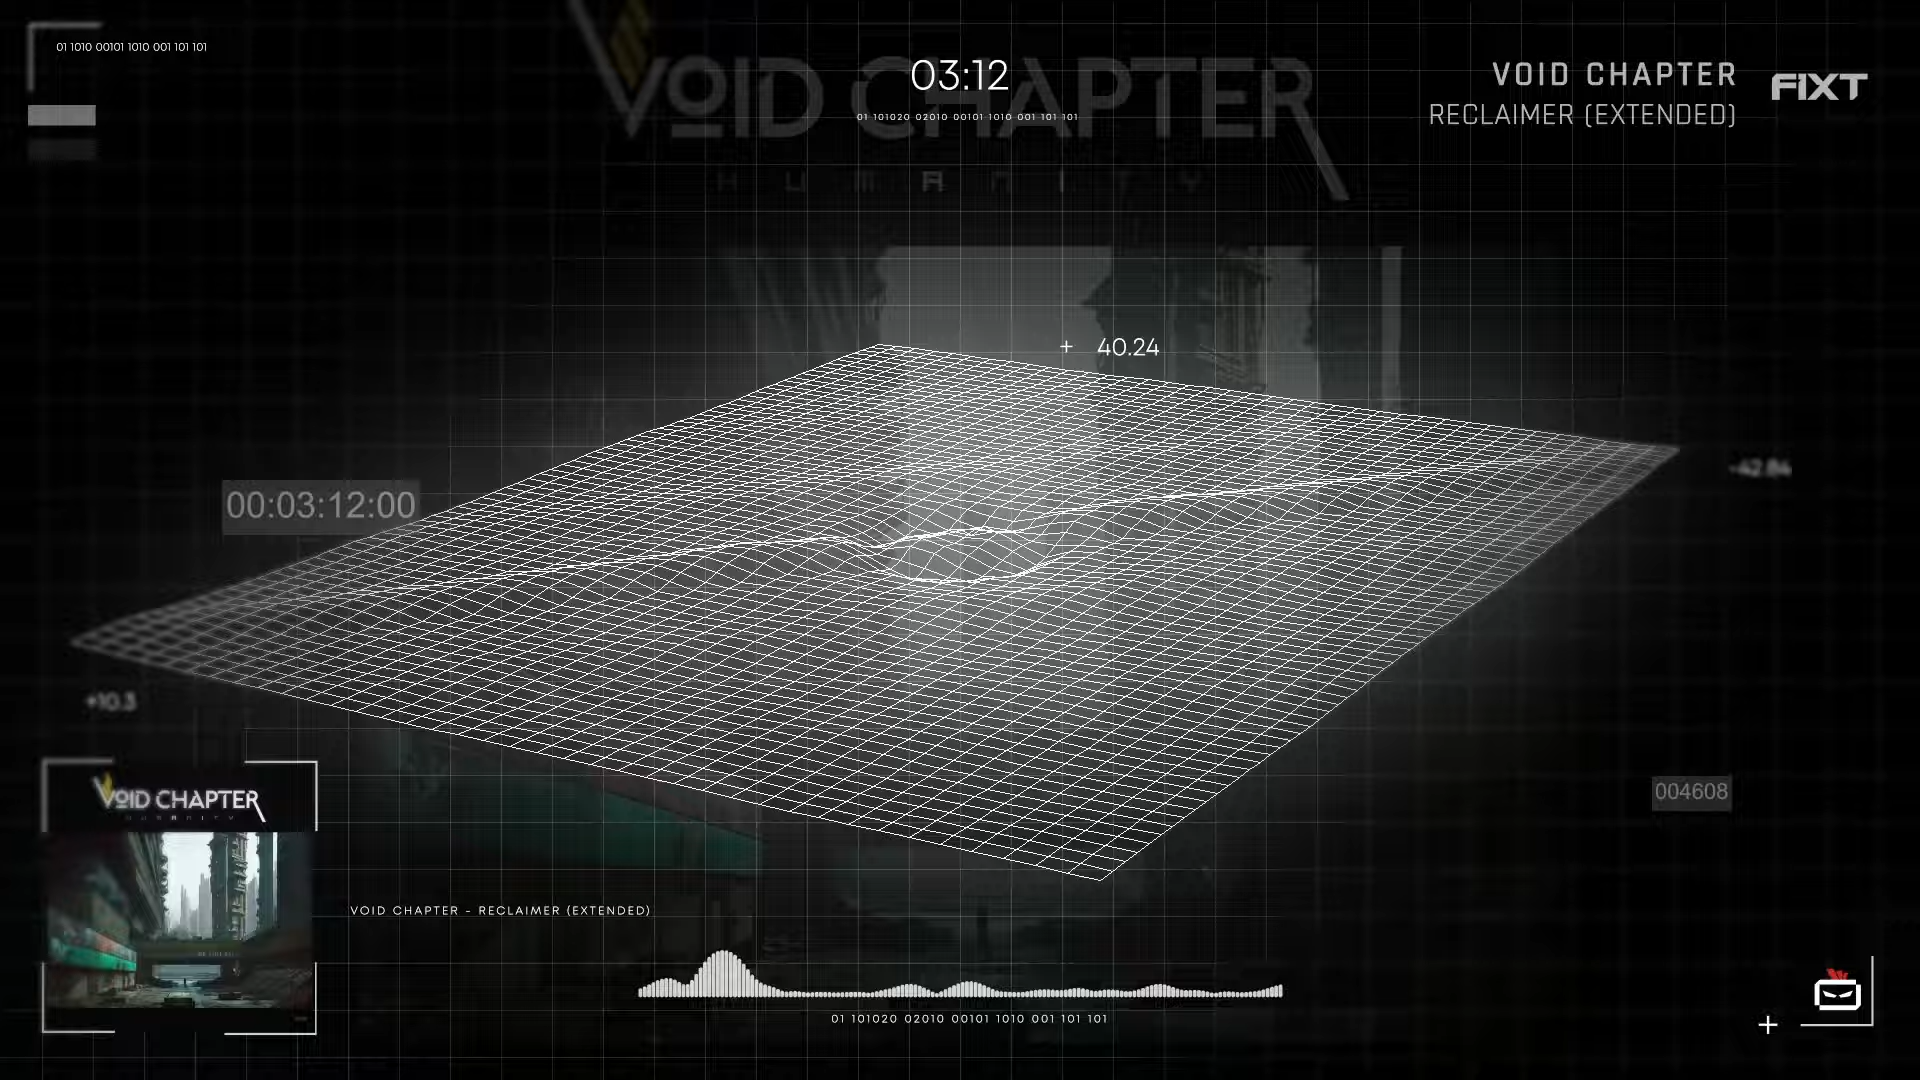 01 1010 00101 1010 001 101 101
VOID CHAPTER
HUMANITY
03:12
01 101020 02010 00101 1010 001 101 101
VOID CHAPTER
RECLAIMER (EXTENDED)
FIXT
+ 40.24
-42.84
00:03:12:00
+10.3
004608
VOID CHAPTER
HUMANITY
VOID CHAPTER - RECLAIMER (EXTENDED)
01 101020 02010 00101 1010 001 101 101
+